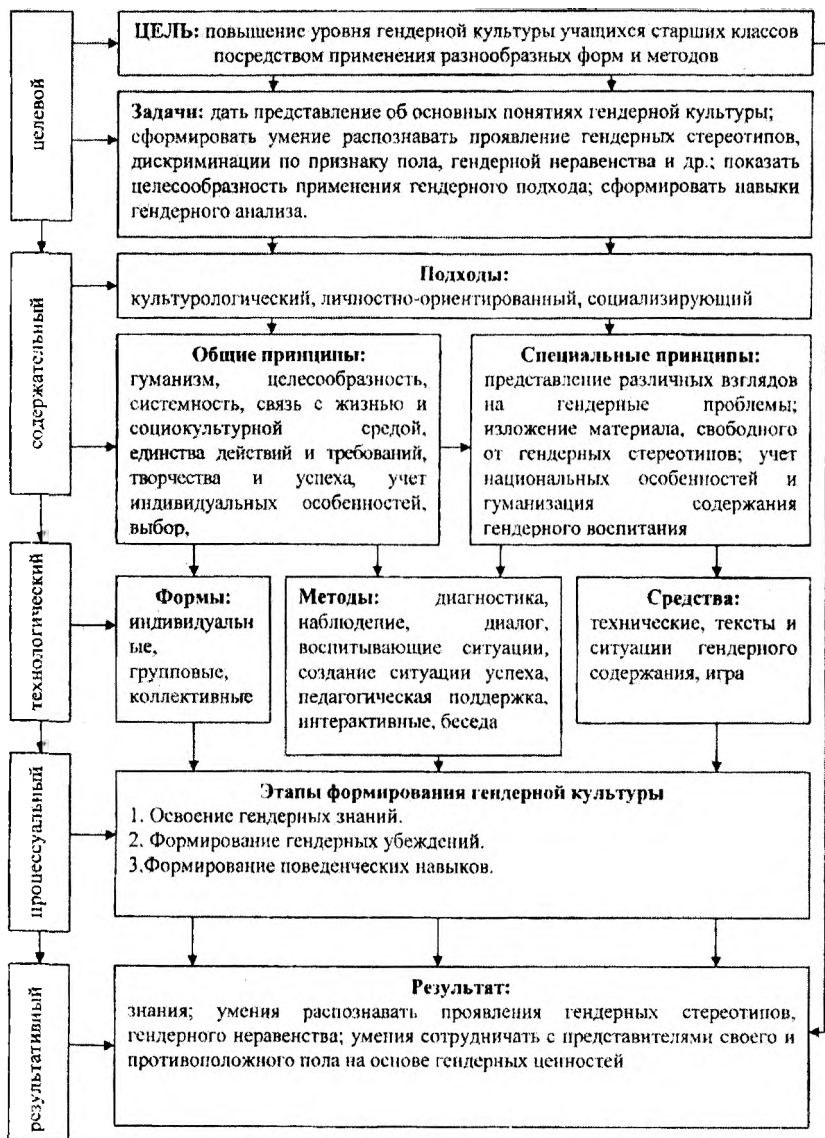 целевой
ЦЕЛЬ: повышение уровня гендерной культуры учащихся старших классов
посредством применения разнообразных форм и методов
Задачи: дать представление об основных понятиях гендерной культуры;
сформировать умение распознавать проявление гендерных стереотипов,
дискриминации по признаку пола, гендерной неравенства и др.; показать
целесообразность применения гендерного подхода; сформировать навыки
гендерного анализа.
содержательный
Подходы:
культурологический, личностно-ориентированный, социализирующий
Общие принципы:
гуманизм, целесообразность,
системность, связь с жизнью и
социокультурной средой,
единства действий и требований,
творчества и успеха, учет
индивидуальных особенностей,
выбор,
Специальные принципы:
представление различных взглядов
на гендерные проблемы;
изложение материала, свободного
от гендерных стереотипов; учет
национальных особенностей и
гуманизация содержания
гендерного воспитания
технологический
Формы:
индивидуальн
ые,
групповые,
коллективные
Методы: диагностика,
наблюдение, диалог,
воспитывающие ситуации,
создание ситуации успеха,
педагогическая поддержка,
интерактивные, беседа
Средства:
технические, тексты и
ситуации гендерного
содержания, игра
процессуальный
Этапы формирования гендерной культуры
1. Освоение гендерных знаний.
2. Формирование гендерных убеждений.
3.Формирование поведенческих навыков.
результативный
Результат:
знания; умения распознавать проявления гендерных стереотипов,
гендерного неравенства; умения сотрудничать с представителями своего и
противоположного пола на основе гендерных ценностей